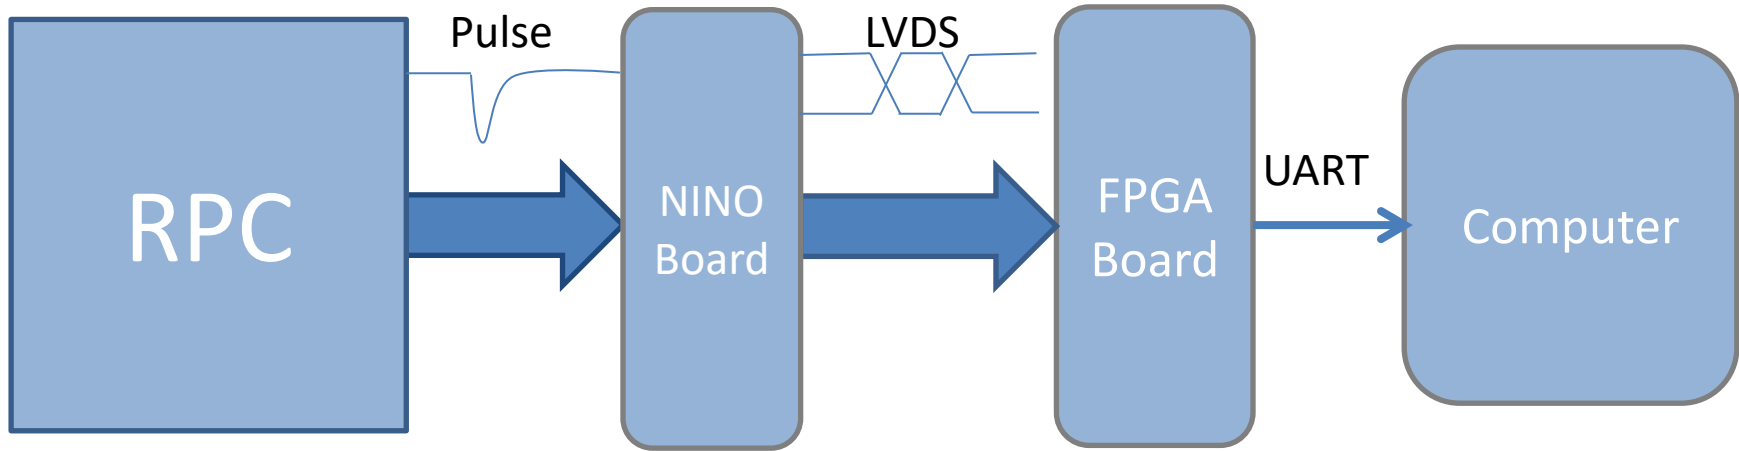 RPC
Pulse
NINO
Board
LVDS
FPGA
Board
UART
Computer